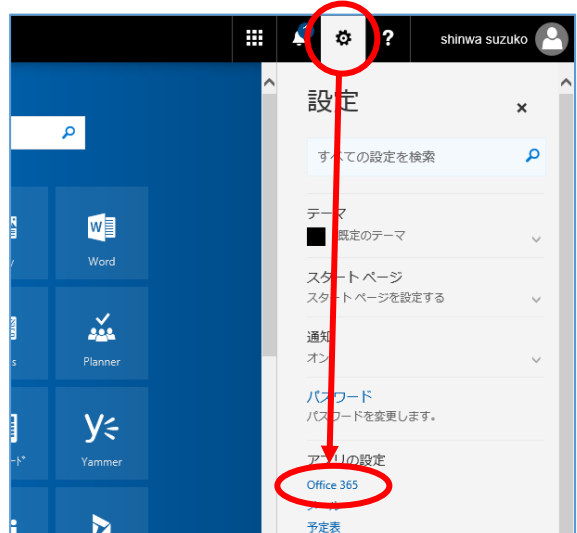 ? shinwa suzuko
設定 ×
すべての設定を検索
テーマ
既定のテーマ
スタート ページ
スタート ページを設定する
通知
オン
パスワード
パスワードを変更します。
アプリの設定
Office 365
予定表
W
Word
Planner
Yammer